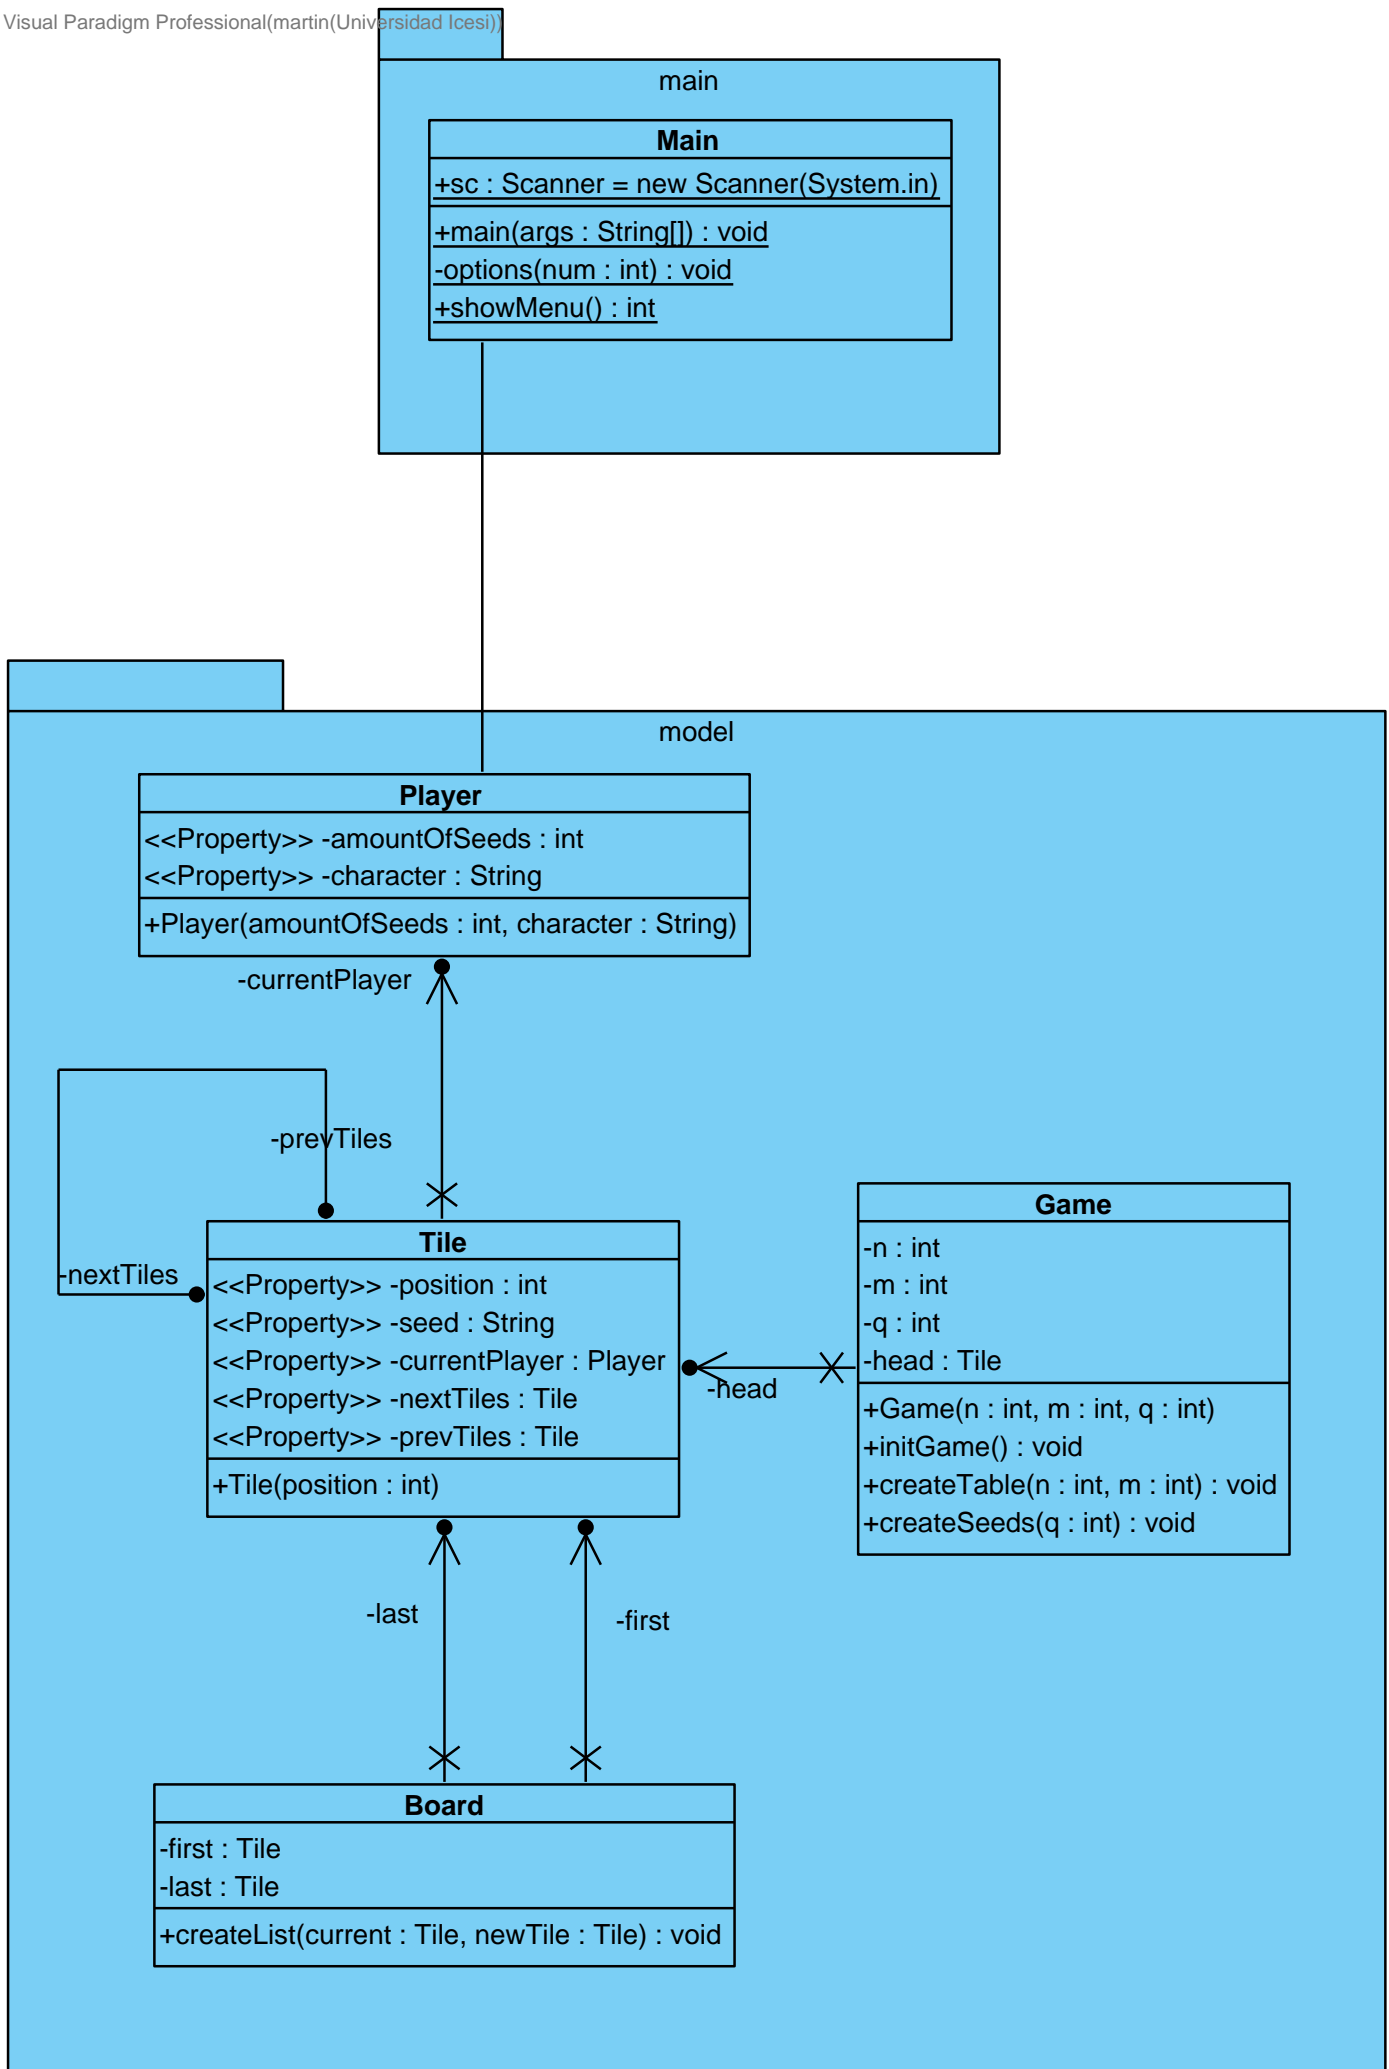 Visual Paradigm Professional(martin(Universidad Icesi))
main
Main
+sc : Scanner = new Scanner(System.in)
+main(args : String[]) : void
-options(num : int) : void
+showMenu() : int
model
Player
<<Property>> -amountOfSeeds : int
<<Property>> -character : String
+Player(amountOfSeeds : int, character : String)
-currentPlayer
-prevTiles
-nextTiles
Tile
<<Property>> -position : int
<<Property>> -seed : String
<<Property>> -currentPlayer : Player
<<Property>> -nextTiles : Tile
<<Property>> -prevTiles : Tile
+Tile(position : int)
-head
Game
-n : int
-m : int
-q : int
-head : Tile
+Game(n : int, m : int, q : int)
+initGame() : void
+createTable(n : int, m : int) : void
+createSeeds(q : int) : void
-last
-first
Board
-first : Tile
-last : Tile
+createList(current : Tile, newTile : Tile) : void